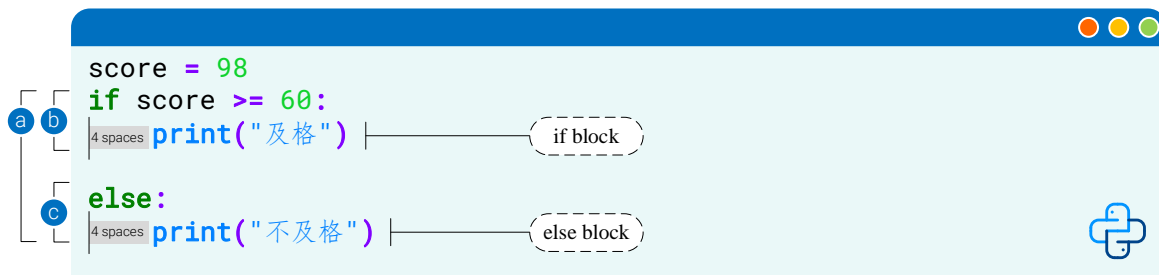 score = 98
a b if score >= 60:
4 spaces print("及格") if block
c else:
4 spaces print("不及格") else block